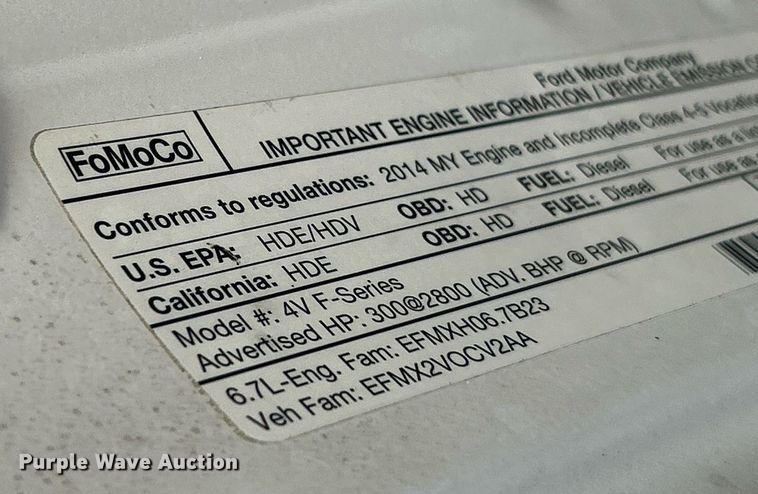 Ford Motor Company
FoMoCo
IMPORTANT ENGINE INFORMATION / VEHICLE EMISSION
Conforms to regulations: 2014 MY Engine and Incomplete Class 4-5
U.S. EPA: HDE/HDV OBD: HD FUEL: Diesel For use as a
California: HDE OBD: HD FUEL: Diesel For use as
Model #: 4V F-Series
Advertised HP: 300@2800 (ADV. BHP @ RPM)
6.7L-Eng. Fam: EFMXH06.7B23
Veh Fam: EFMX2VOCV2AA
Purple Wave Auction